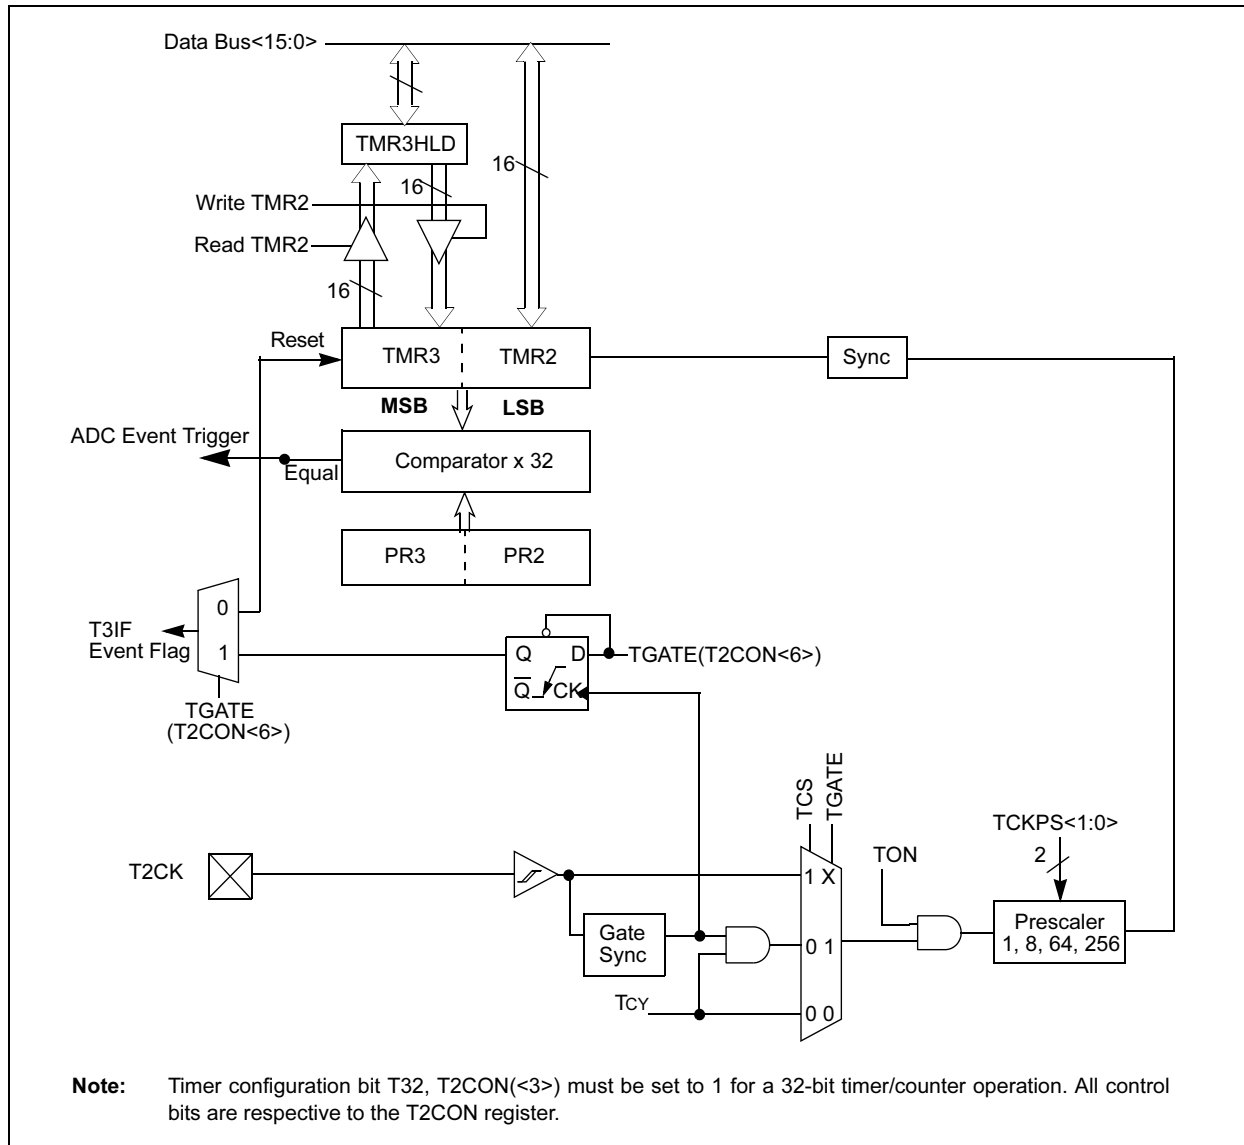 Data Bus<15:0>
TMR3HLD
16
16
Write TMR2
Read TMR2
16
Reset
TMR3
TMR2
Sync
MSB
LSB
ADC Event Trigger
Equal
Comparator x 32
PR3
PR2
0
T3IF
Event Flag
1
Q
D
TGATE(T2CON<6>)
Q
CK
TGATE
(T2CON<6>)
TCS
TGATE
TCKPS<1:0>
2
TON
T2CK
1 X
Gate
Sync
0 1
Prescaler
1, 8, 64, 256
TCY
0 0
Note: Timer configuration bit T32, T2CON(<3>) must be set to 1 for a 32-bit timer/counter operation. All control
bits are respective to the T2CON register.